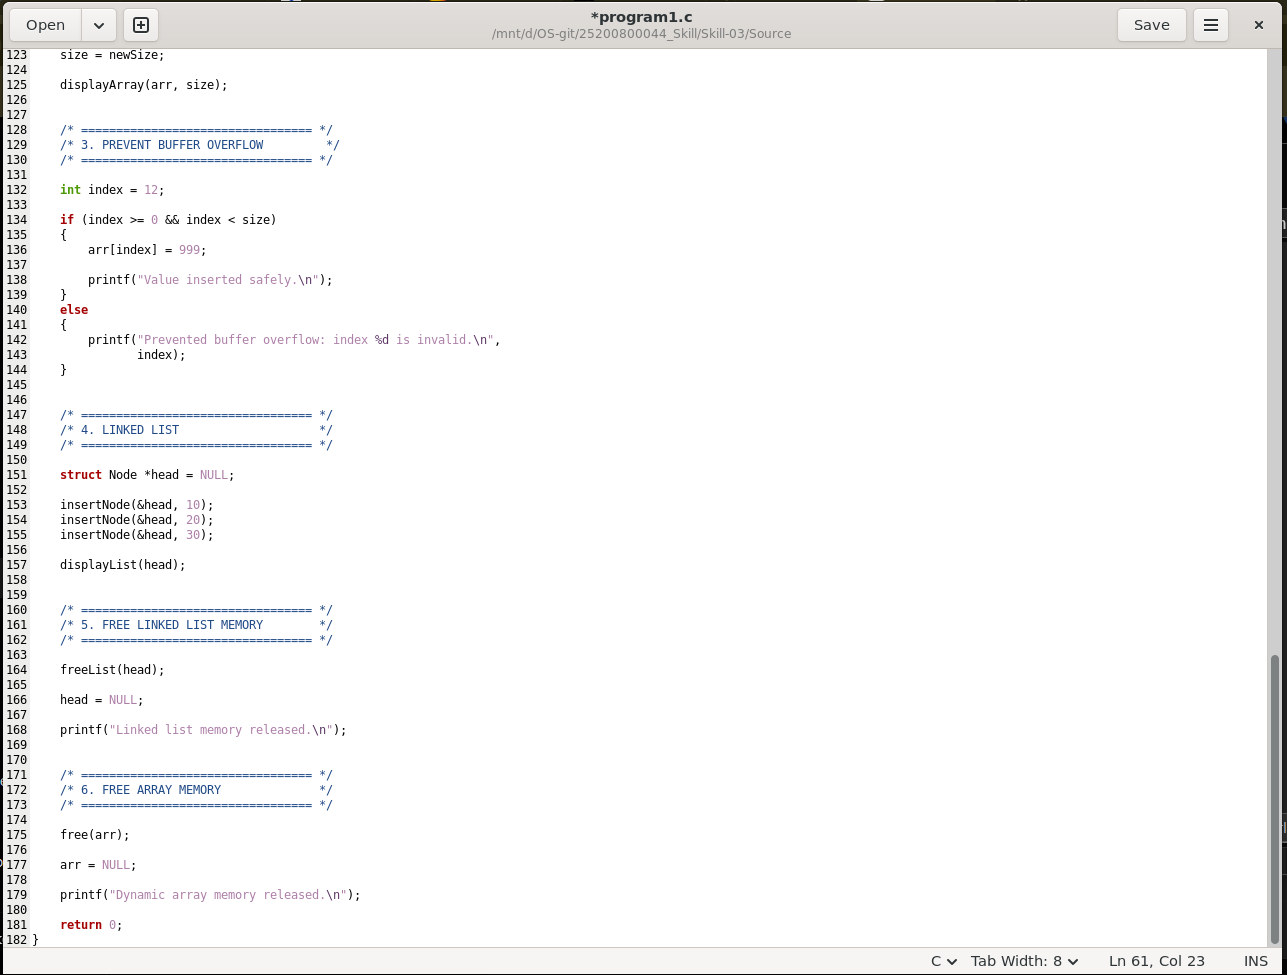 Open
*program1.c
/mnt/d/OS-git/25200800044_Skill/Skill-03/Source
Save
123     size = newSize;
124
125     displayArray(arr, size);
126
127
128     /* ================================= */
129     /* 3. PREVENT BUFFER OVERFLOW         */
130     /* ================================= */
131
132     int index = 12;
133
134     if (index >= 0 && index < size)
135     {
136         arr[index] = 999;
137
138         printf("Value inserted safely.\n");
139     }
140     else
141     {
142         printf("Prevented buffer overflow: index %d is invalid.\n",
143                index);
144     }
145
146
147     /* ================================= */
148     /* 4. LINKED LIST                    */
149     /* ================================= */
150
151     struct Node *head = NULL;
152
153     insertNode(&head, 10);
154     insertNode(&head, 20);
155     insertNode(&head, 30);
156
157     displayList(head);
158
159
160     /* ================================= */
161     /* 5. FREE LINKED LIST MEMORY        */
162     /* ================================= */
163
164     freeList(head);
165
166     head = NULL;
167
168     printf("Linked list memory released.\n");
169
170
171     /* ================================= */
172     /* 6. FREE ARRAY MEMORY              */
173     /* ================================= */
174
175     free(arr);
176
177     arr = NULL;
178
179     printf("Dynamic array memory released.\n");
180
181     return 0;
182 }
C
Tab Width: 8
Ln 61, Col 23
INS